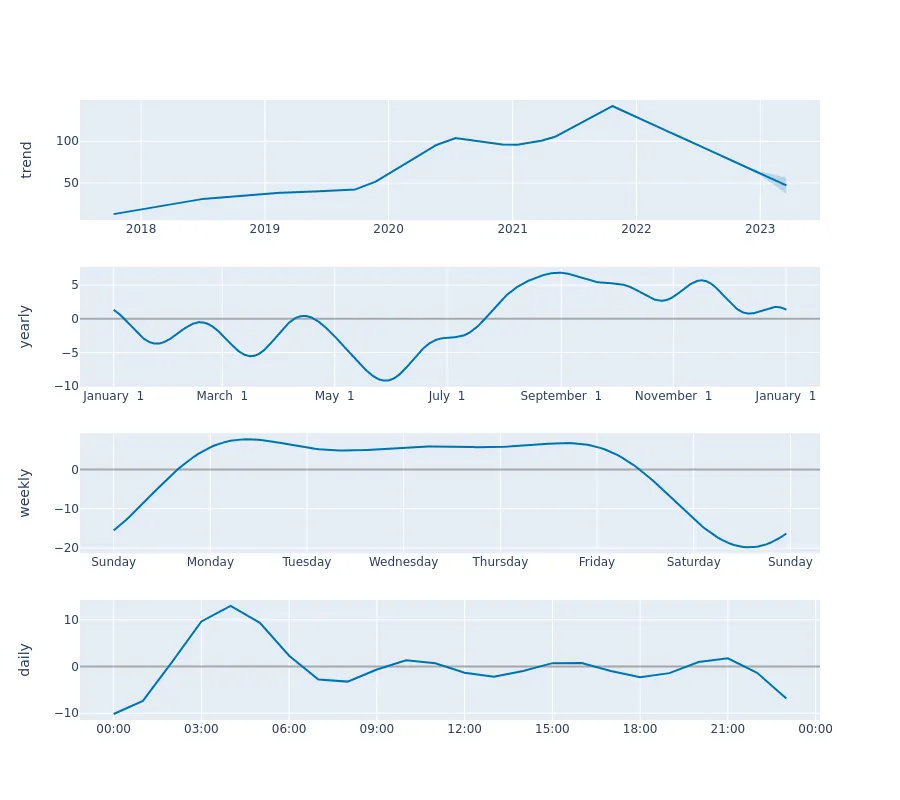 trend
100
50
2018 2019 2020 2021 2022 2023
yearly
5
0
−5
−10
January 1 March 1 May 1 July 1 September 1 November 1 January 1
weekly
0
−10
−20
Sunday Monday Tuesday Wednesday Thursday Friday Saturday Sunday
daily
10
0
−10
00:00 03:00 06:00 09:00 12:00 15:00 18:00 21:00 00:00